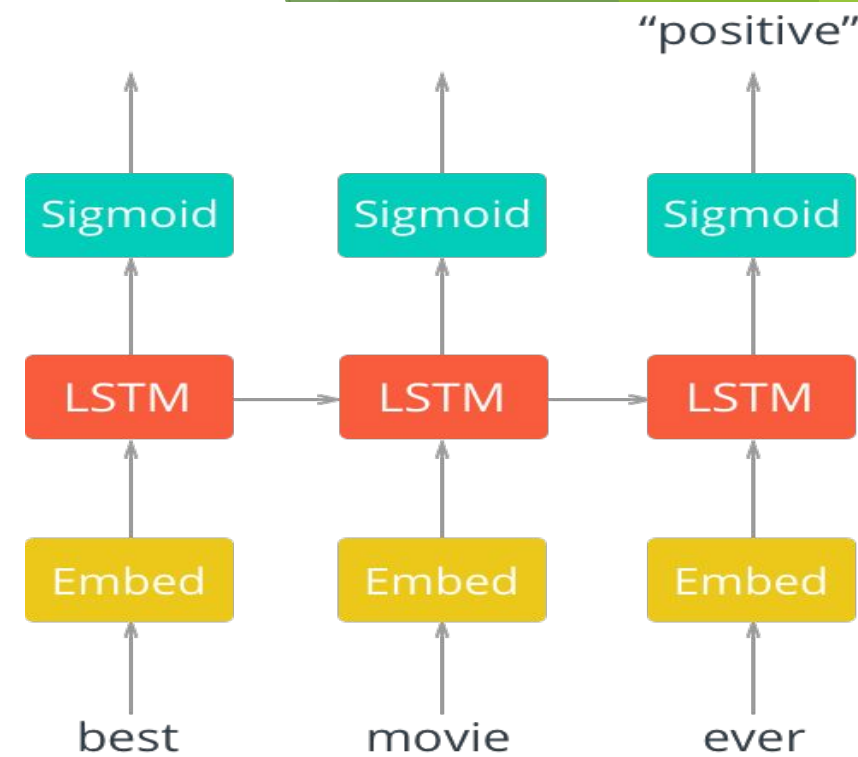 “positive”
Sigmoid Sigmoid Sigmoid
LSTM LSTM LSTM
Embed Embed Embed
best movie ever